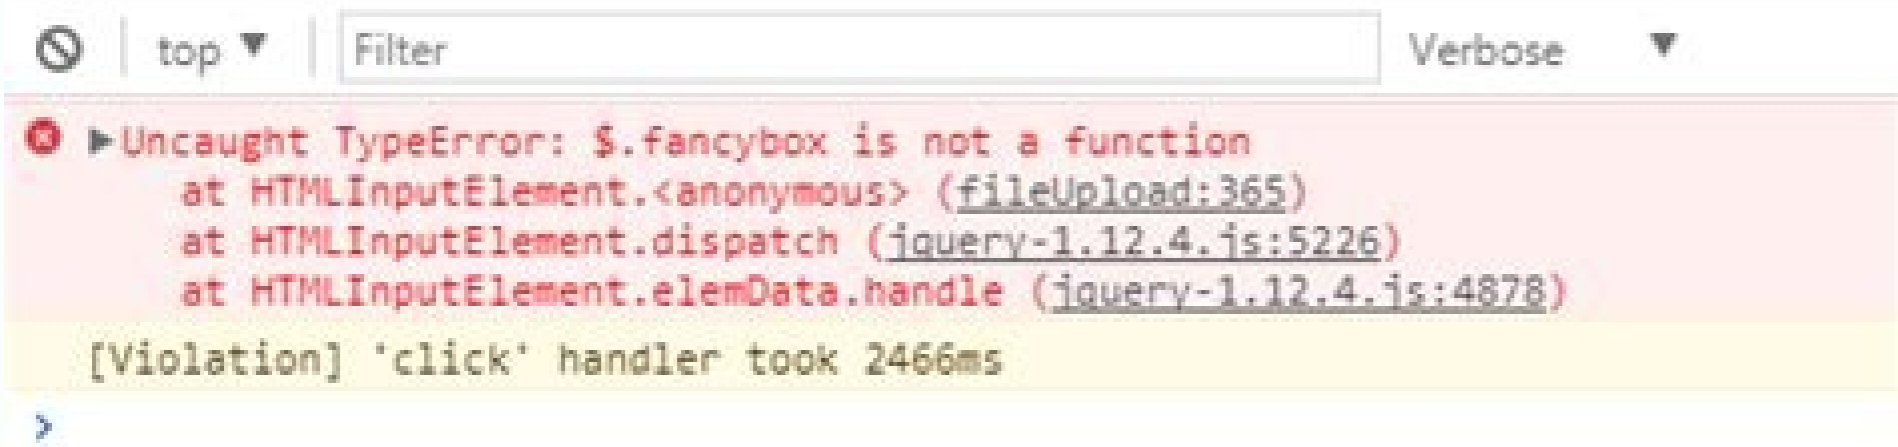 top ▼ Filter Verbose ▼
▶Uncaught TypeError: $.fancybox is not a function
at HTMLInputElement.<anonymous> (fileUpload:365)
at HTMLInputElement.dispatch (jquery-1.12.4.js:5226)
at HTMLInputElement.elemData.handle (jquery-1.12.4.js:4878)
[Violation] 'click' handler took 2466ms
>